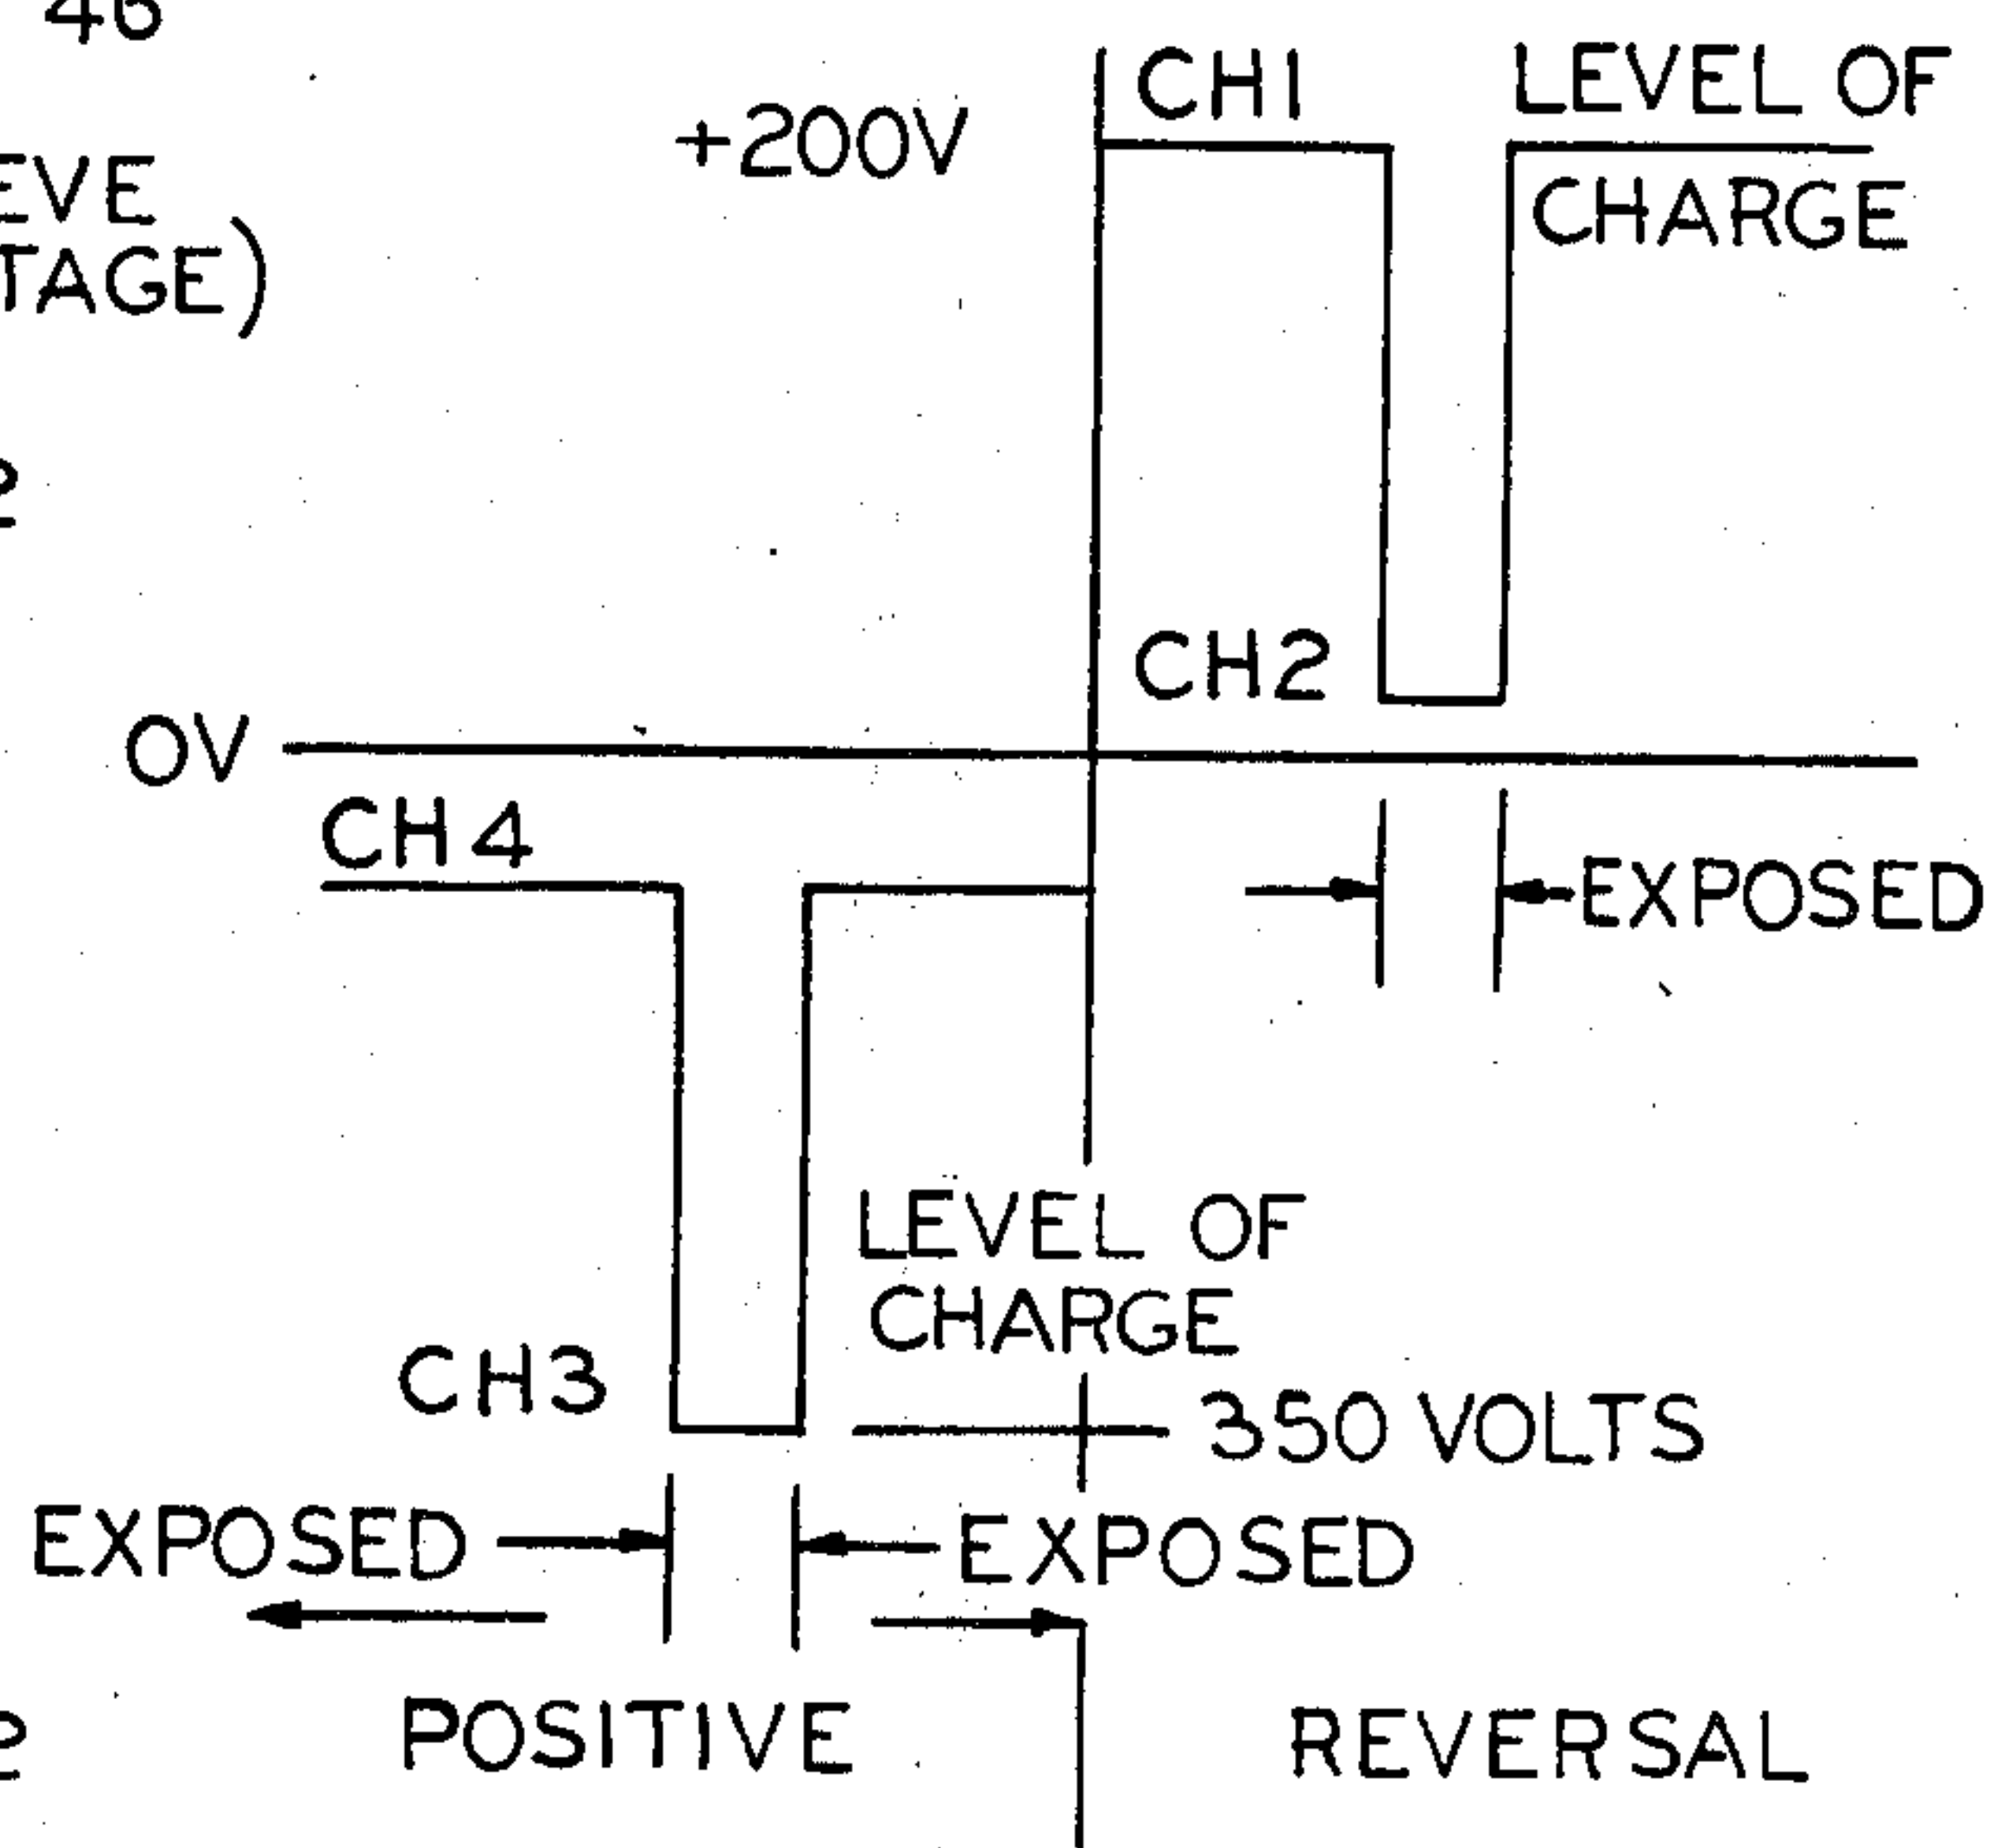 46
+200V
CH1
LEVEL OF
CHARGE
CH2
0V
CH4
EXPOSED
LEVEL OF
CHARGE
CH3
350 VOLTS
EXPOSED
EXPOSED
POSITIVE
REVERSAL